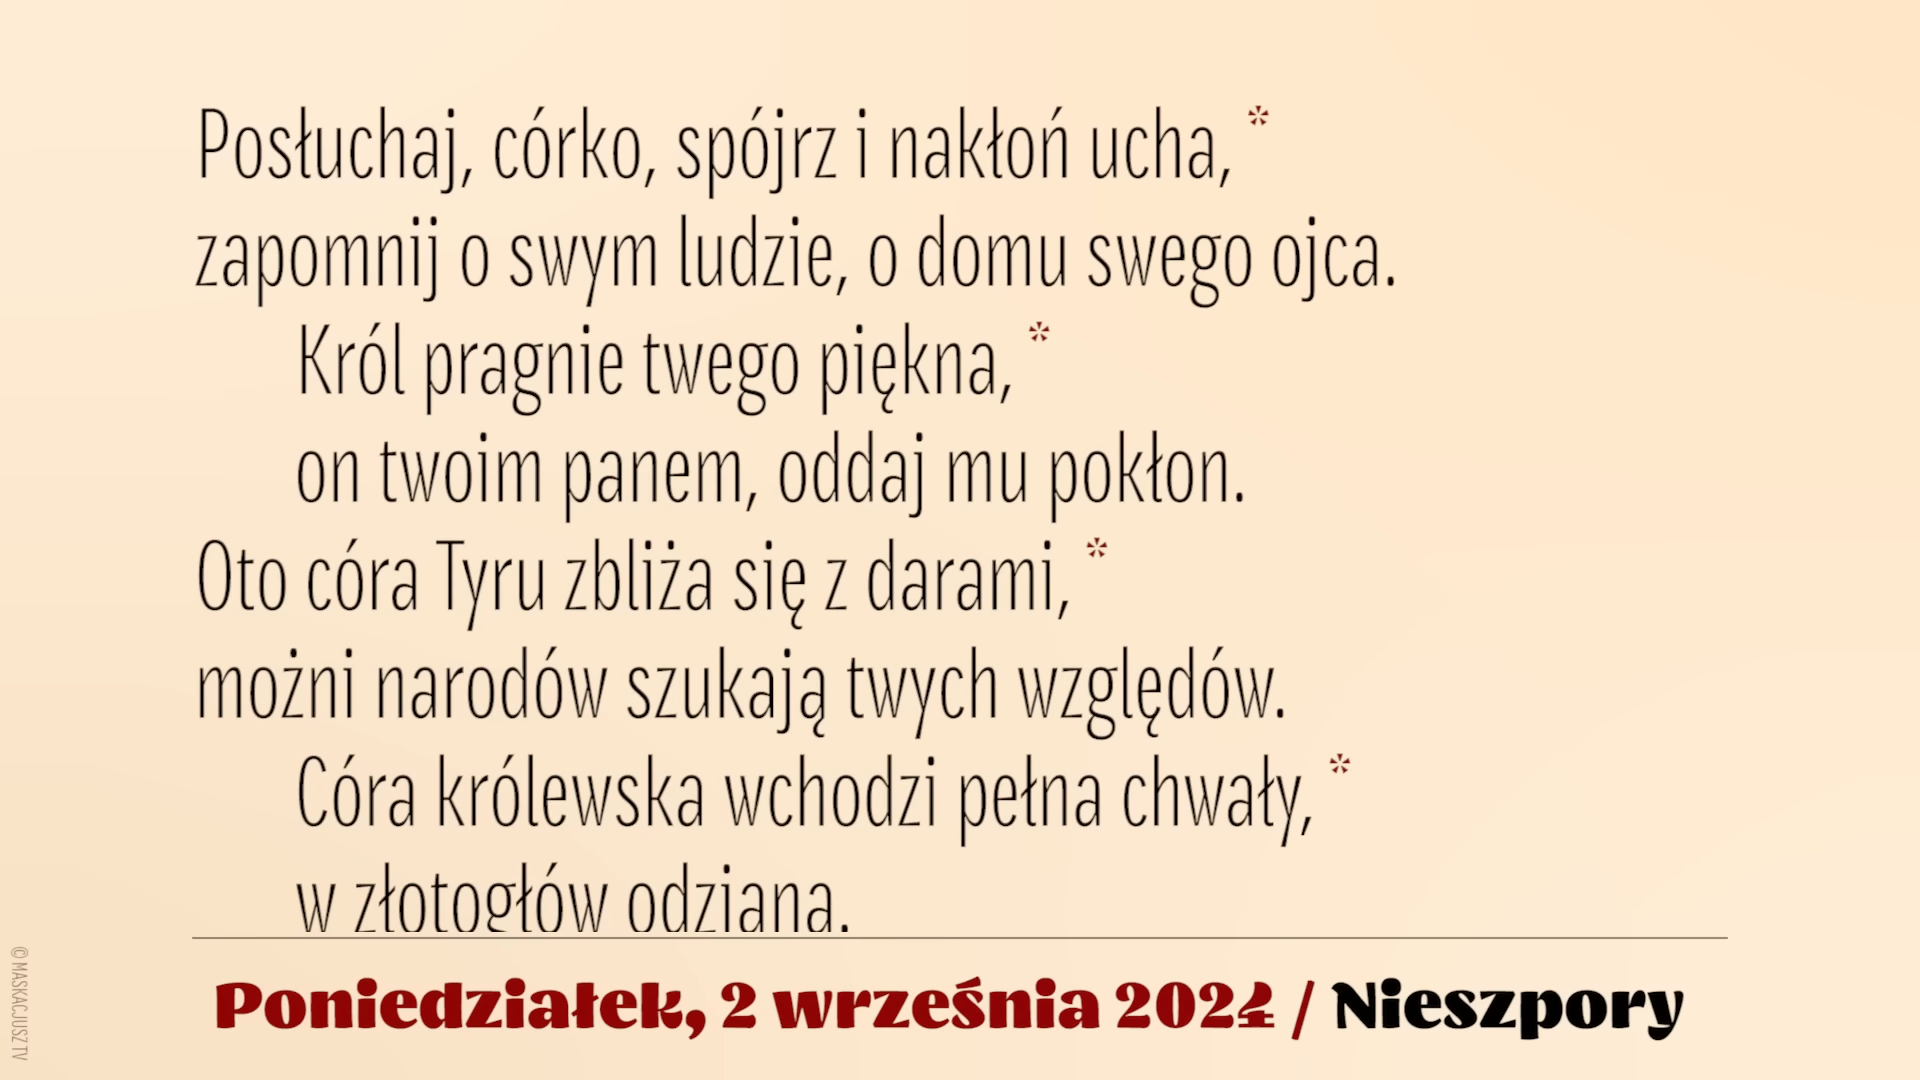 Posłuchaj, córko, spójrz i nakłoń ucha, *
zapomnij o swym ludzie, o domu swego ojca.
Król pragnie twego piękna, *
on twoim panem, oddaj mu pokłon.
Oto córa Tyru zbliża się z darami, *
możni narodów szukają twych względów.
Córa królewska wchodzi pełna chwały, *
w złotogłów odziana.
Poniedziałek, 2 września 2024 / Nieszpory
© MASKACJUSZ TV